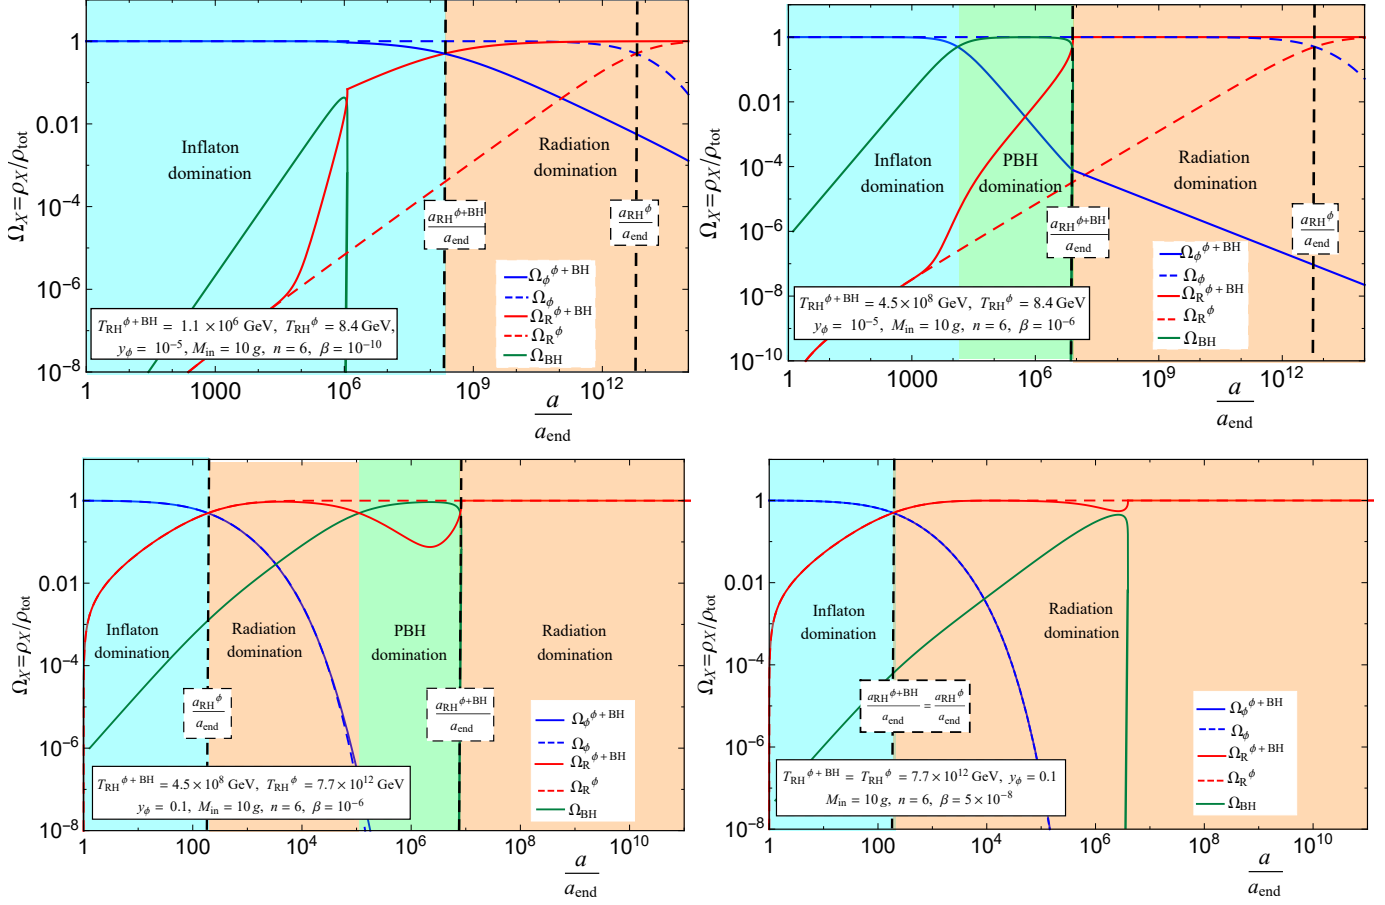 Ω_X=ρ_X/ρ_tot
1
0.01
10^-4
10^-6
10^-8
Inflaton
domination
Radiation
domination
a_RH^ϕ+BH
a_end
a_RH^ϕ
a_end
Ω_ϕ^ϕ+BH
Ω_ϕ
Ω_R^ϕ+BH
Ω_R^ϕ
Ω_BH
T_RH^ϕ+BH = 1.1 ×10^6 GeV, T_RH^ϕ = 8.4 GeV,
y_ϕ = 10^-5, M_in = 10 g, n = 6, β = 10^-10
1 1000 10^6 10^9 10^12
a
a_end
Ω_X=ρ_X/ρ_tot
1
0.01
10^-4
10^-6
10^-8
10^-10
Inflaton
domination
PBH
domination
Radiation
domination
a_RH^ϕ+BH
a_end
a_RH^ϕ
a_end
Ω_ϕ^ϕ+BH
Ω_ϕ
Ω_R^ϕ+BH
Ω_R^ϕ
Ω_BH
T_RH^ϕ+BH = 4.5×10^8 GeV, T_RH^ϕ = 8.4 GeV
y_ϕ = 10^-5, M_in = 10 g, n = 6, β = 10^-6
1 1000 10^6 10^9 10^12
a
a_end
Ω_X=ρ_X/ρ_tot
1
0.01
10^-4
10^-6
10^-8
Inflaton
domination
Radiation
domination
PBH
domination
Radiation
domination
a_RH^ϕ
a_end
a_RH^ϕ+BH
a_end
Ω_ϕ^ϕ+BH
Ω_ϕ
Ω_R^ϕ+BH
Ω_R^ϕ
Ω_BH
T_RH^ϕ+BH = 4.5×10^8 GeV, T_RH^ϕ = 7.7×10^12 GeV
y_ϕ = 0.1, M_in = 10 g, n = 6, β = 10^-6
1 100 10^4 10^6 10^8 10^10
a
a_end
Ω_X=ρ_X/ρ_tot
1
0.01
10^-4
10^-6
10^-8
Inflaton
domination
Radiation
domination
a_RH^ϕ+BH = a_RH^ϕ
a_end a_end
Ω_ϕ^ϕ+BH
Ω_ϕ
Ω_R^ϕ+BH
Ω_R^ϕ
Ω_BH
T_RH^ϕ+BH = T_RH^ϕ = 7.7×10^12 GeV, y_ϕ = 0.1
M_in = 10 g, n = 6, β = 5×10^-8
1 100 10^4 10^6 10^8 10^10
a
a_end